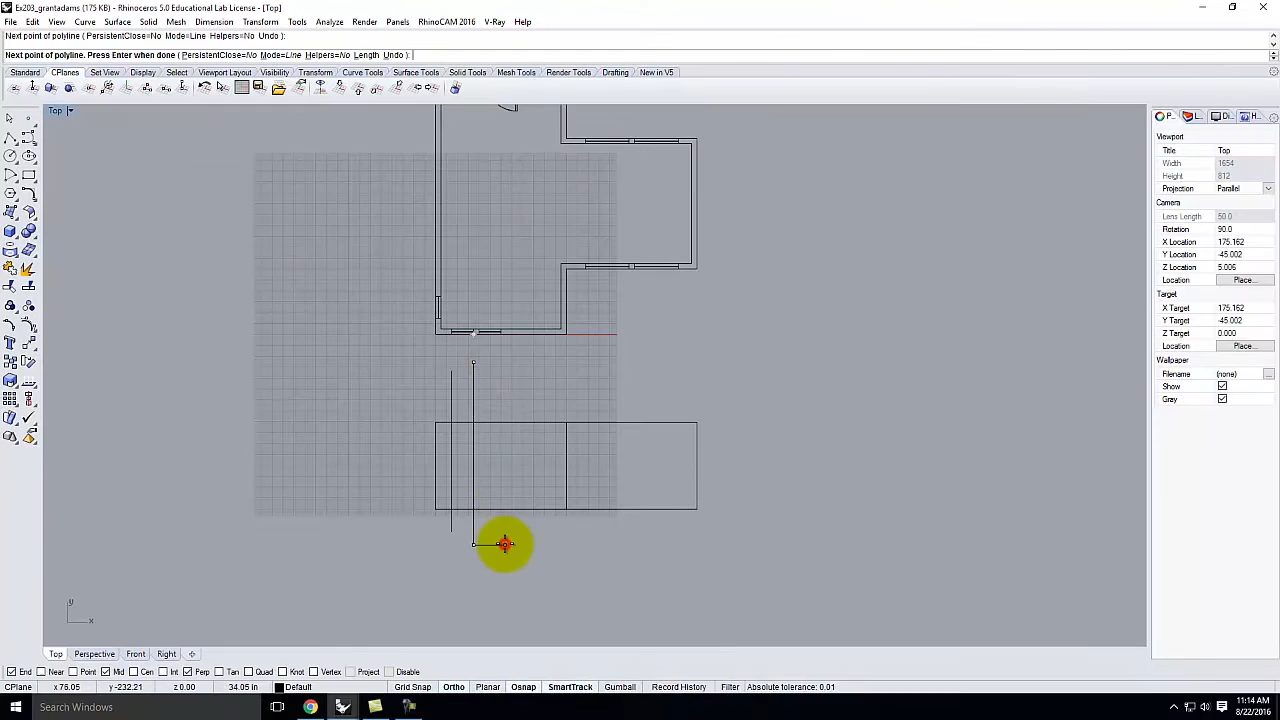 Ex203_grantadams (175 KB) - Rhinoceros 5.0 Educational Lab License - [Top]
File Edit View Curve Surface Solid Mesh Dimension Transform Tools Analyze Render Panels RhinoCAM 2016 V-Ray Help
Next point of polyline ( PersistentClose=No Mode=Line Helpers=No Undo ):
Next point of polyline. Press Enter when done ( PersistentClose=No Mode=Line Helpers=No Length Undo ):
Standard CPlanes Set View Display Select Viewport Layout Visibility Transform Curve Tools Surface Tools Solid Tools Mesh Tools Render Tools Drafting New in V5
Top
P... L... Di... H...
Viewport
Title Top
Width 1654
Height 812
Projection Parallel
Camera
Lens Length 50.0
Rotation 90.0
X Location 175.162
Y Location -45.002
Z Location 5.006
Location Place...
Target
X Target 175.162
Y Target -45.002
Z Target 0.000
Location Place...
Wallpaper
Filename (none) ...
Show
Gray
y
x
Top Perspective Front Right
End Near Point Mid Cen Int Perp Tan Quad Knot Vertex Project Disable
CPlane x 76.05 y -232.21 z 0.00 34.05 in Default Grid Snap Ortho Planar Osnap SmartTrack Gumball Record History Filter Absolute tolerance: 0.01
Search Windows
11:14 AM
8/22/2016